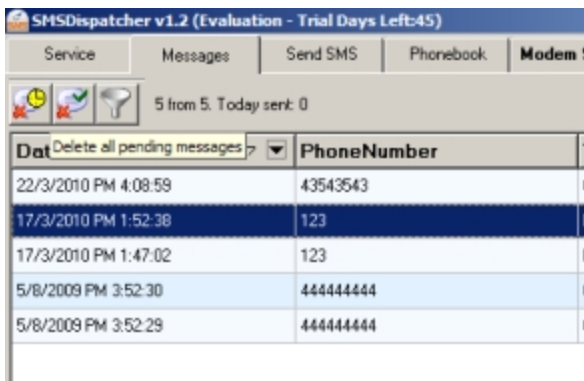 SMSDispatcher v1.2 (Evaluation - Trial Days Left:45)
Service Messages Send SMS Phonebook Modem
5 from 5. Today sent: 0
Delete all pending messages
Dat PhoneNumber
22/3/2010 PM 4:08:59 43543543
17/3/2010 PM 1:52:38 123
17/3/2010 PM 1:47:02 123
5/8/2009 PM 3:52:30 444444444
5/8/2009 PM 3:52:29 444444444